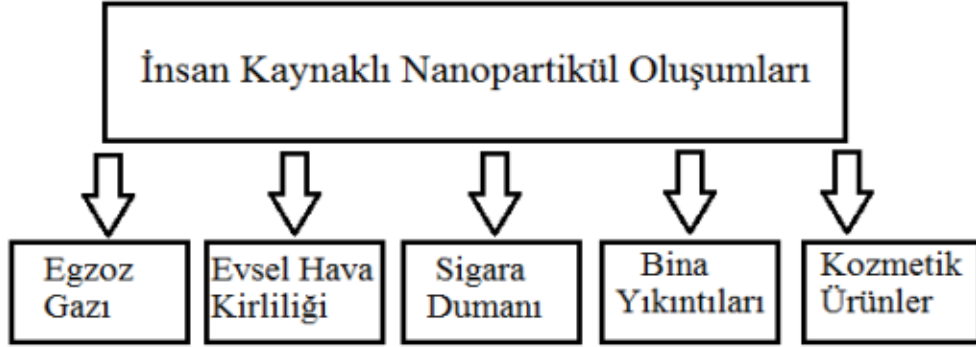 İnsan Kaynaklı Nanopartikül Oluşumları
Egzoz
Gazı
Evsel Hava
Kirliliği
Sigara
Dumanı
Bina
Yıkıntıları
Kozmetik
Ürünler